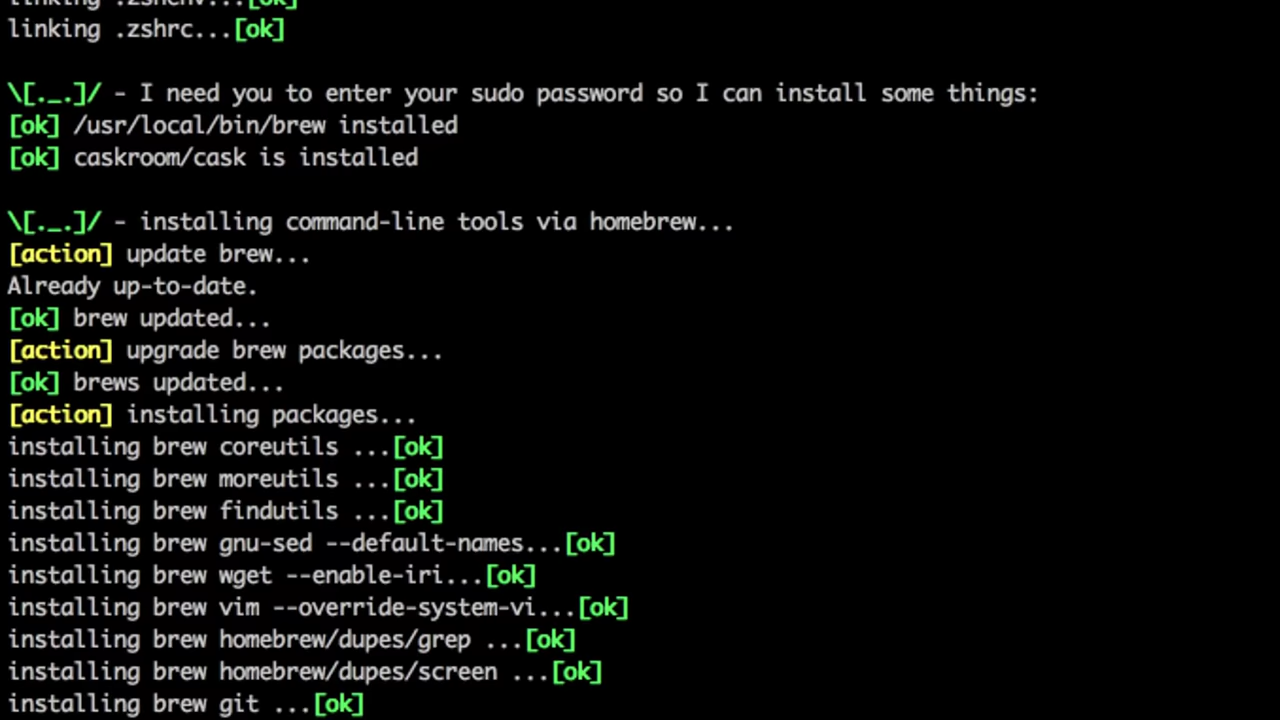 linking .zshenv...[ok]
linking .zshrc...[ok]
\[._.]/ - I need you to enter your sudo password so I can install some things:
[ok] /usr/local/bin/brew installed
[ok] caskroom/cask is installed
\[._.]/ - installing command-line tools via homebrew...
[action] update brew...
Already up-to-date.
[ok] brew updated...
[action] upgrade brew packages...
[ok] brews updated...
[action] installing packages...
installing brew coreutils ...[ok]
installing brew moreutils ...[ok]
installing brew findutils ...[ok]
installing brew gnu-sed --default-names...[ok]
installing brew wget --enable-iri...[ok]
installing brew vim --override-system-vi...[ok]
installing brew homebrew/dupes/grep ...[ok]
installing brew homebrew/dupes/screen ...[ok]
installing brew git ...[ok]